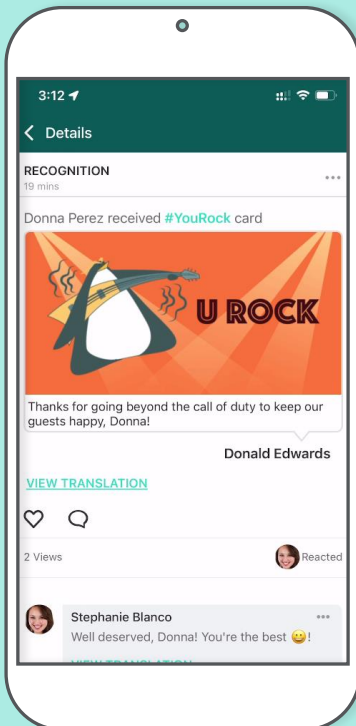 3:12
Details
RECOGNITION
19 mins
Donna Perez received #YouRock card
U ROCK
Thanks for going beyond the call of duty to keep our
guests happy, Donna!
Donald Edwards
VIEW TRANSLATION
2 Views
Reacted
Stephanie Blanco
Well deserved, Donna! You're the best 😀!
VIEW TRANSLATION